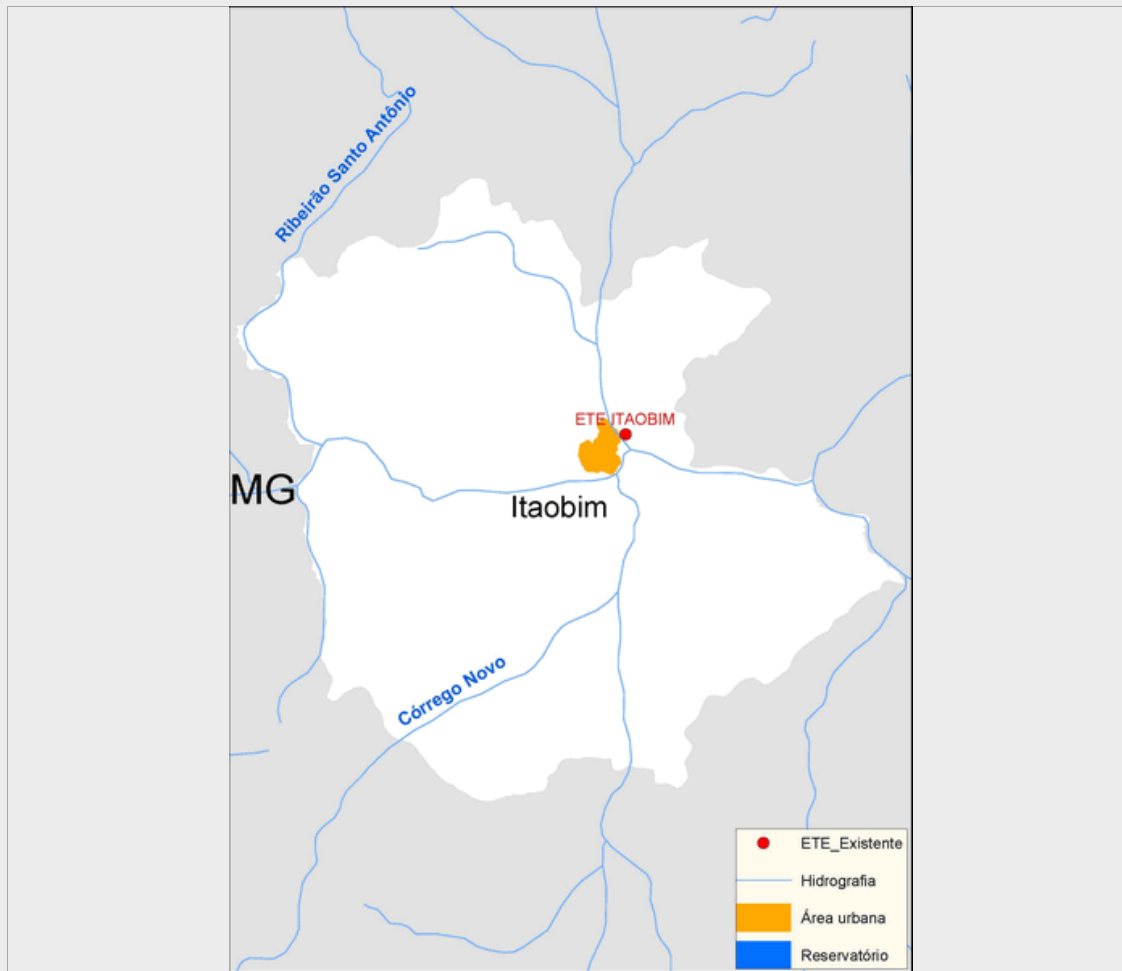 Ribeirão Santo Antônio
ETE ITAOBIM
MG
Itaobim
Córrego Novo
ETE_Existente
Hidrografia
Área urbana
Reservatório